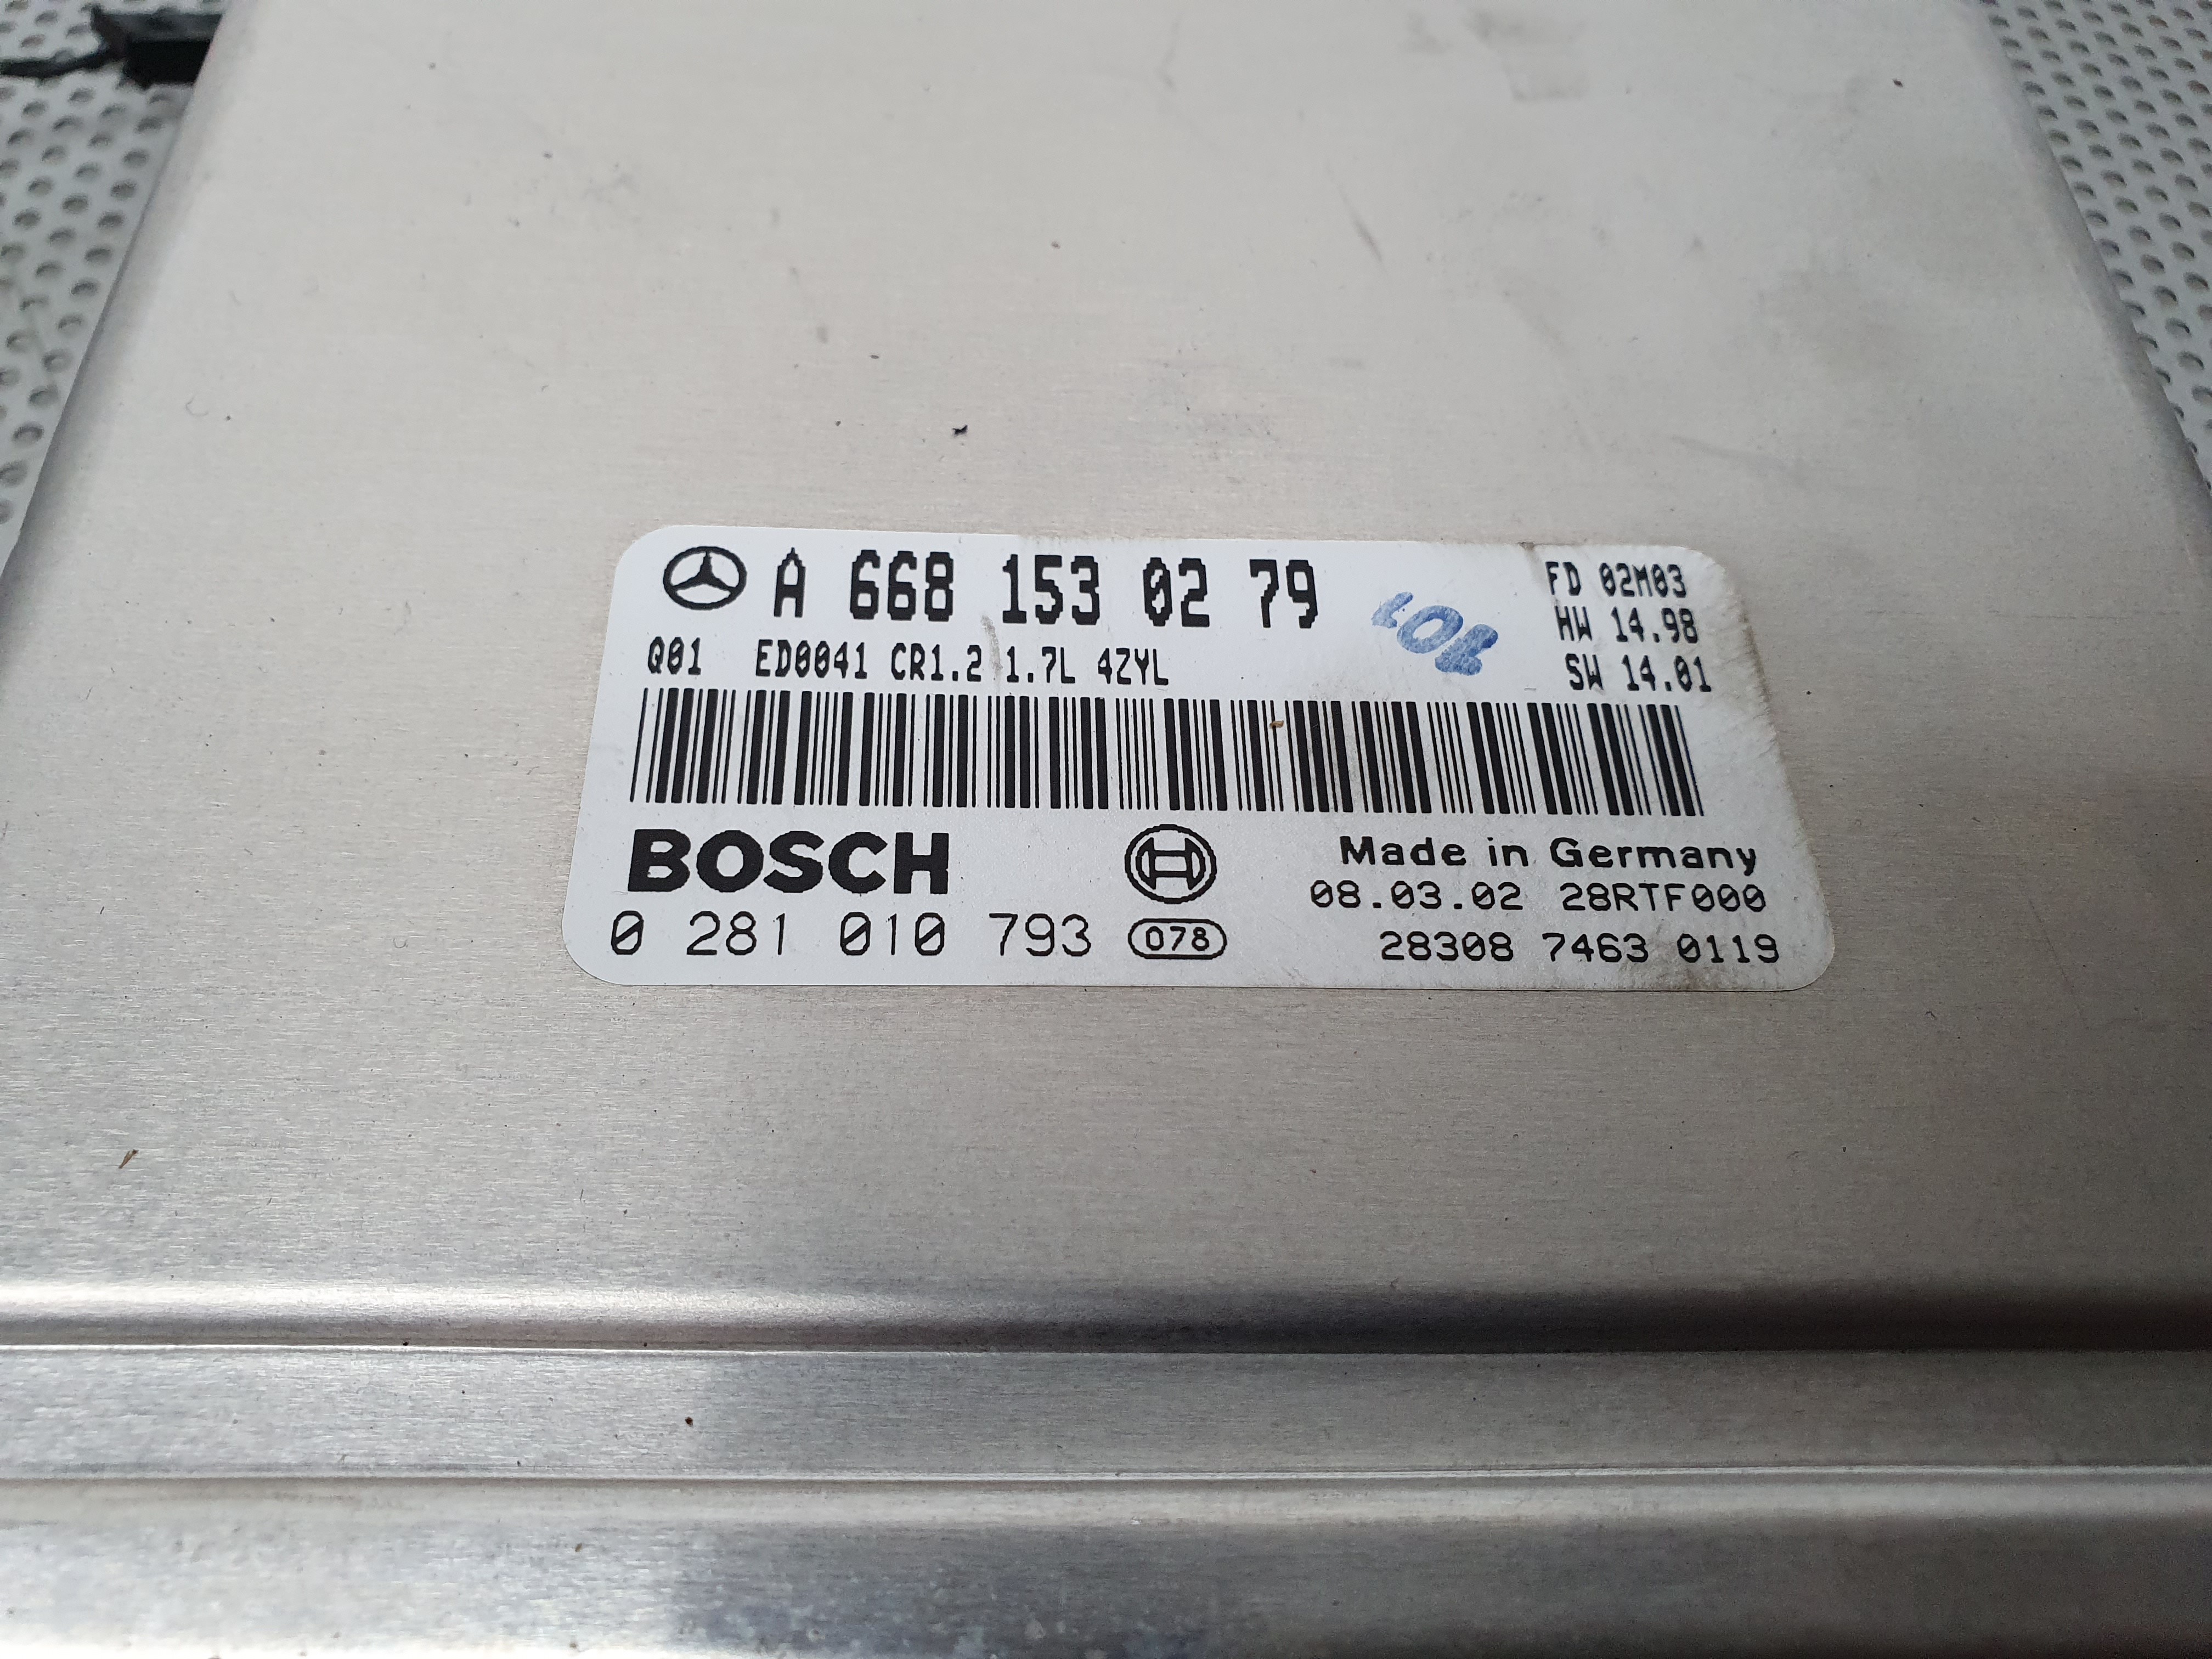 A 668 153 02 79
FD 02M03
HW 14.98
Q01 ED0041 CR1.2 1.7L 4ZYL
SW 14.01
BOSCH
Made in Germany
08.03.02 28RTF000
0 281 010 793 078
28308 7463 0119